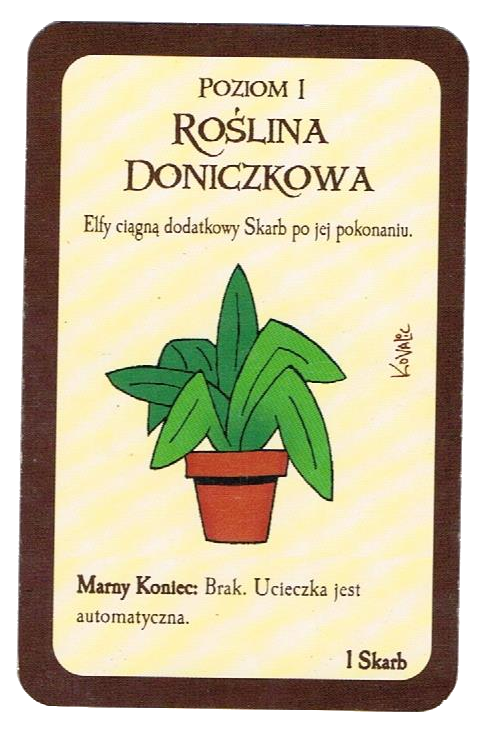 Poziom 1
Roślina
Doniczkowa
Elfy ciągną dodatkowy Skarb po jej pokonaniu.
Kovalic
Marny Koniec: Brak. Ucieczka jest
automatyczna.
1 Skarb